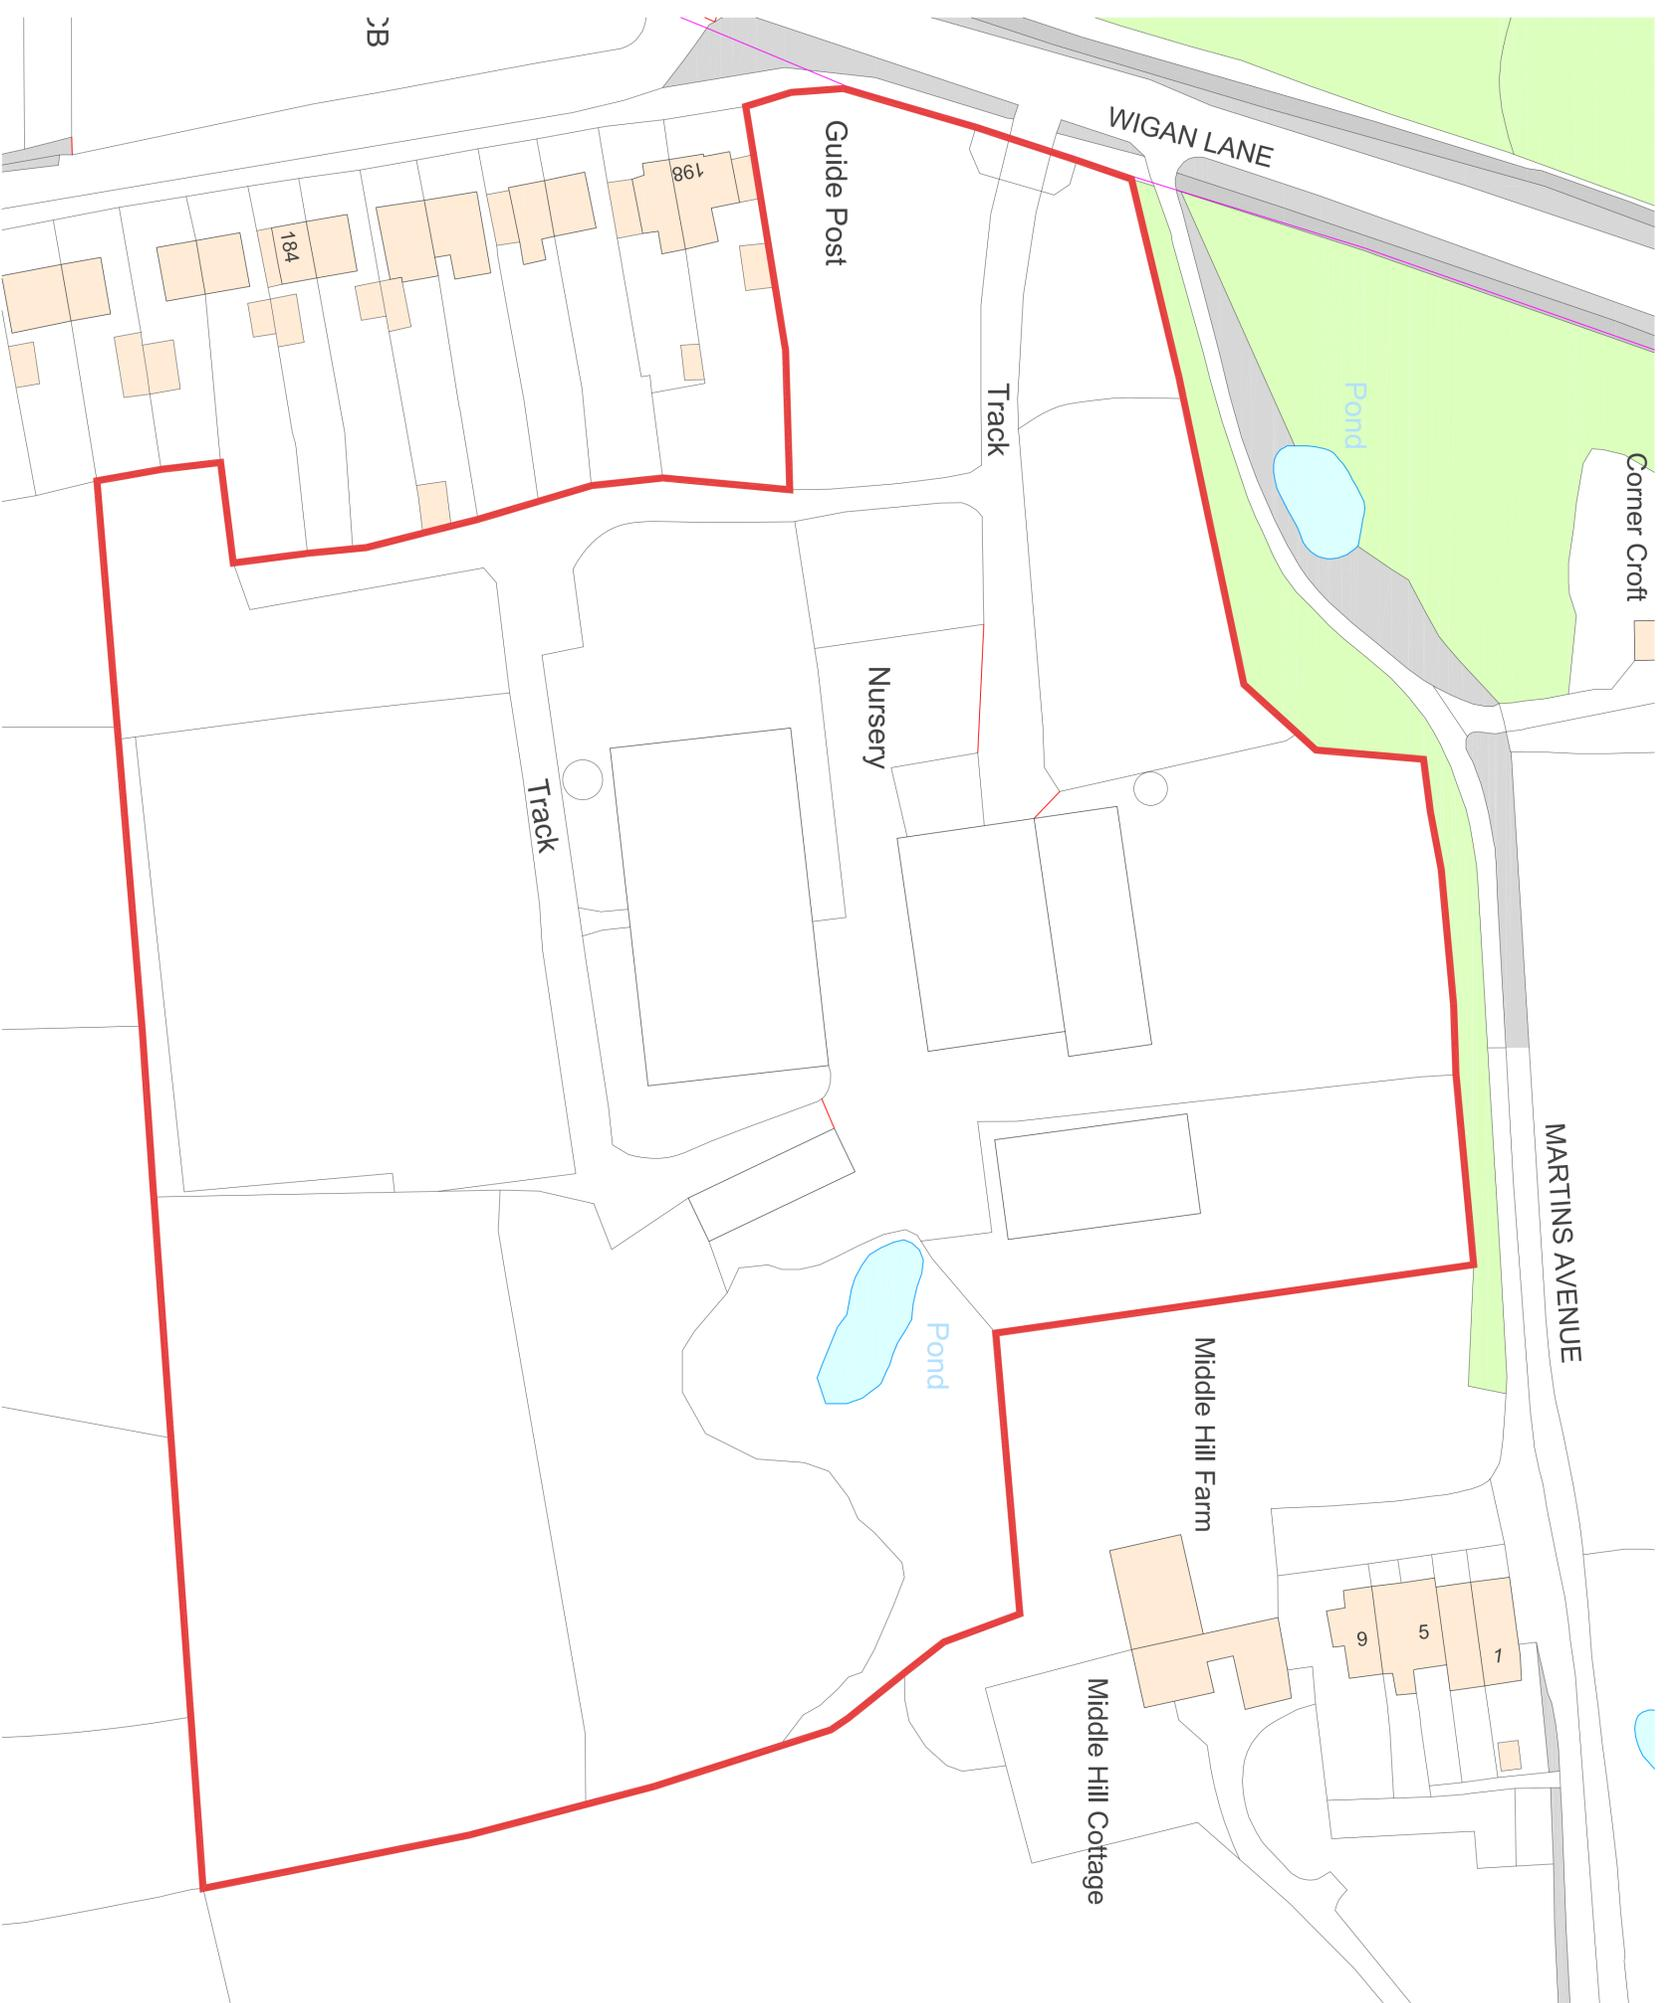 CB
WIGAN LANE
Guide Post
198
184
Track
Pond
Corner Croft
Nursery
Track
MARTINS AVENUE
Pond
Middle Hill Farm
9
5
1
Middle Hill Cottage